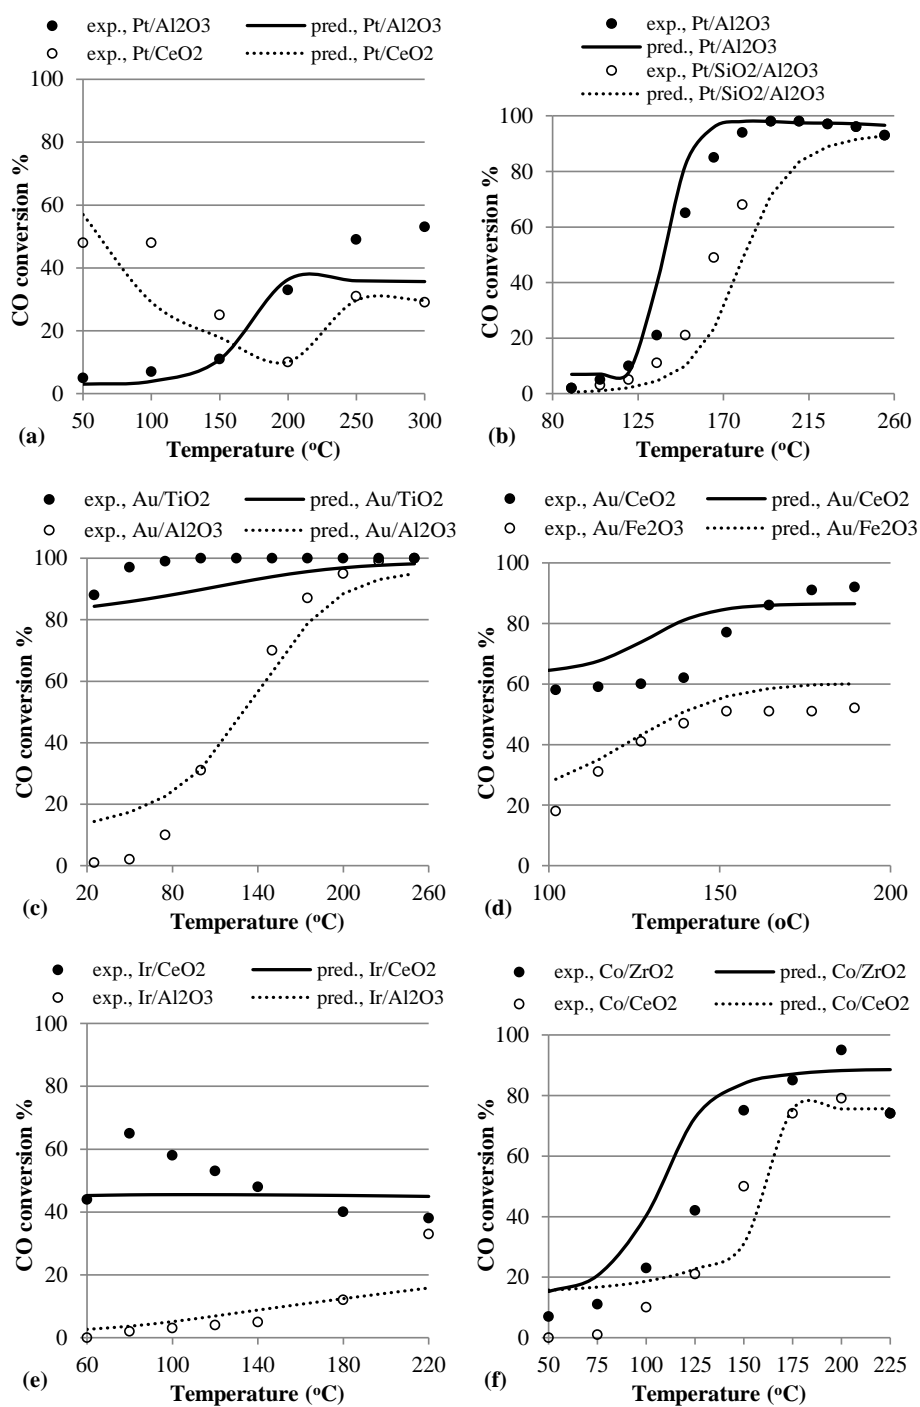 exp., Pt/Al2O3 pred., Pt/Al2O3
exp., Pt/CeO2 pred., Pt/CeO2
100
80
60
40
20
0
CO conversion %
50 100 150 200 250 300
(a)
Temperature (°C)
exp., Pt/Al2O3
pred., Pt/Al2O3
exp., Pt/SiO2/Al2O3
pred., Pt/SiO2/Al2O3
100
80
60
40
20
0
CO conversion %
80 125 170 215 260
(b)
Temperature (°C)
exp., Au/TiO2 pred., Au/TiO2
exp., Au/Al2O3 pred., Au/Al2O3
100
80
60
40
20
0
CO conversion %
20 80 140 200 260
(c)
Temperature (°C)
exp., Au/CeO2 pred., Au/CeO2
exp., Au/Fe2O3 pred., Au/Fe2O3
100
80
60
40
20
0
CO conversion %
100 150 200
(d)
Temperature (oC)
exp., Ir/CeO2 pred., Ir/CeO2
exp., Ir/Al2O3 pred., Ir/Al2O3
100
80
60
40
20
0
CO conversion %
60 100 140 180 220
(e)
Temperature (°C)
exp., Co/ZrO2 pred., Co/ZrO2
exp., Co/CeO2 pred., Co/CeO2
100
80
60
40
20
0
CO conversion %
50 75 100 125 150 175 200 225
(f)
Temperature (°C)